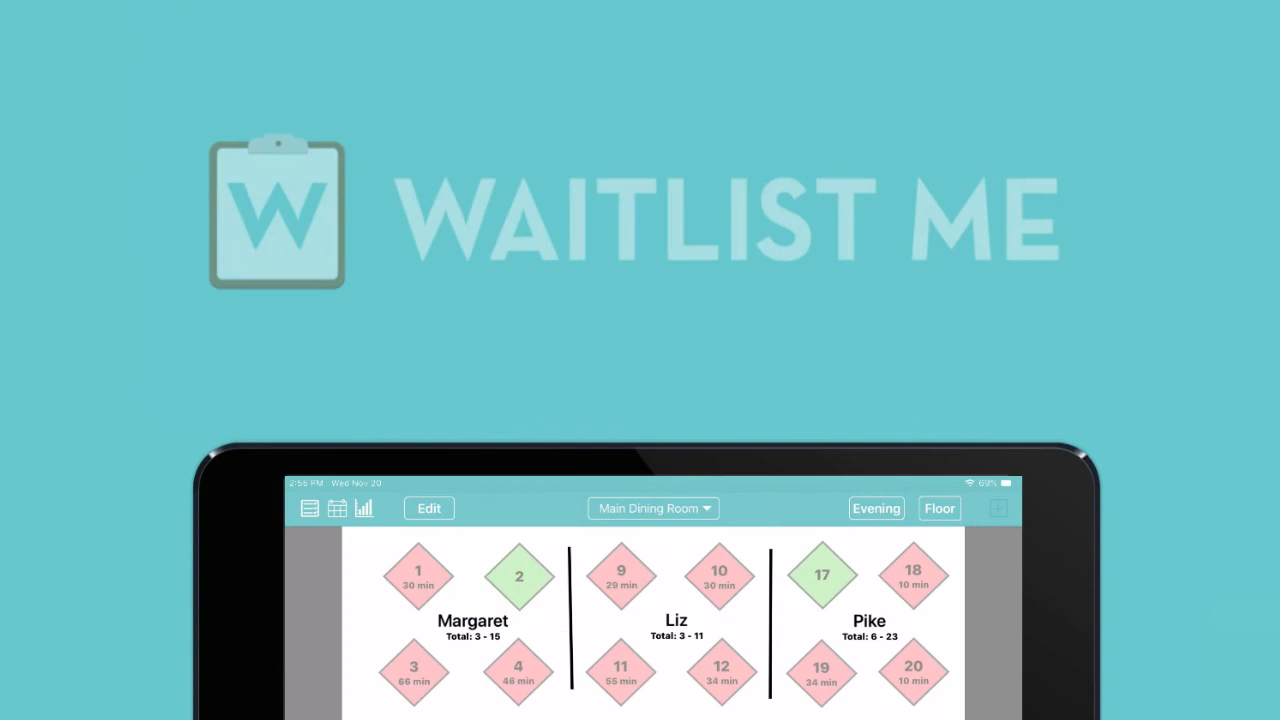 W
WAITLIST ME
2:55 PM Wed Nov 20
69%
Edit
Main Dining Room
Evening
Floor
1
30 min
2
9
29 min
10
30 min
17
18
10 min
Margaret
Total: 3 - 15
Liz
Total: 3 - 11
Pike
Total: 6 - 23
3
66 min
4
46 min
11
55 min
12
34 min
19
34 min
20
10 min